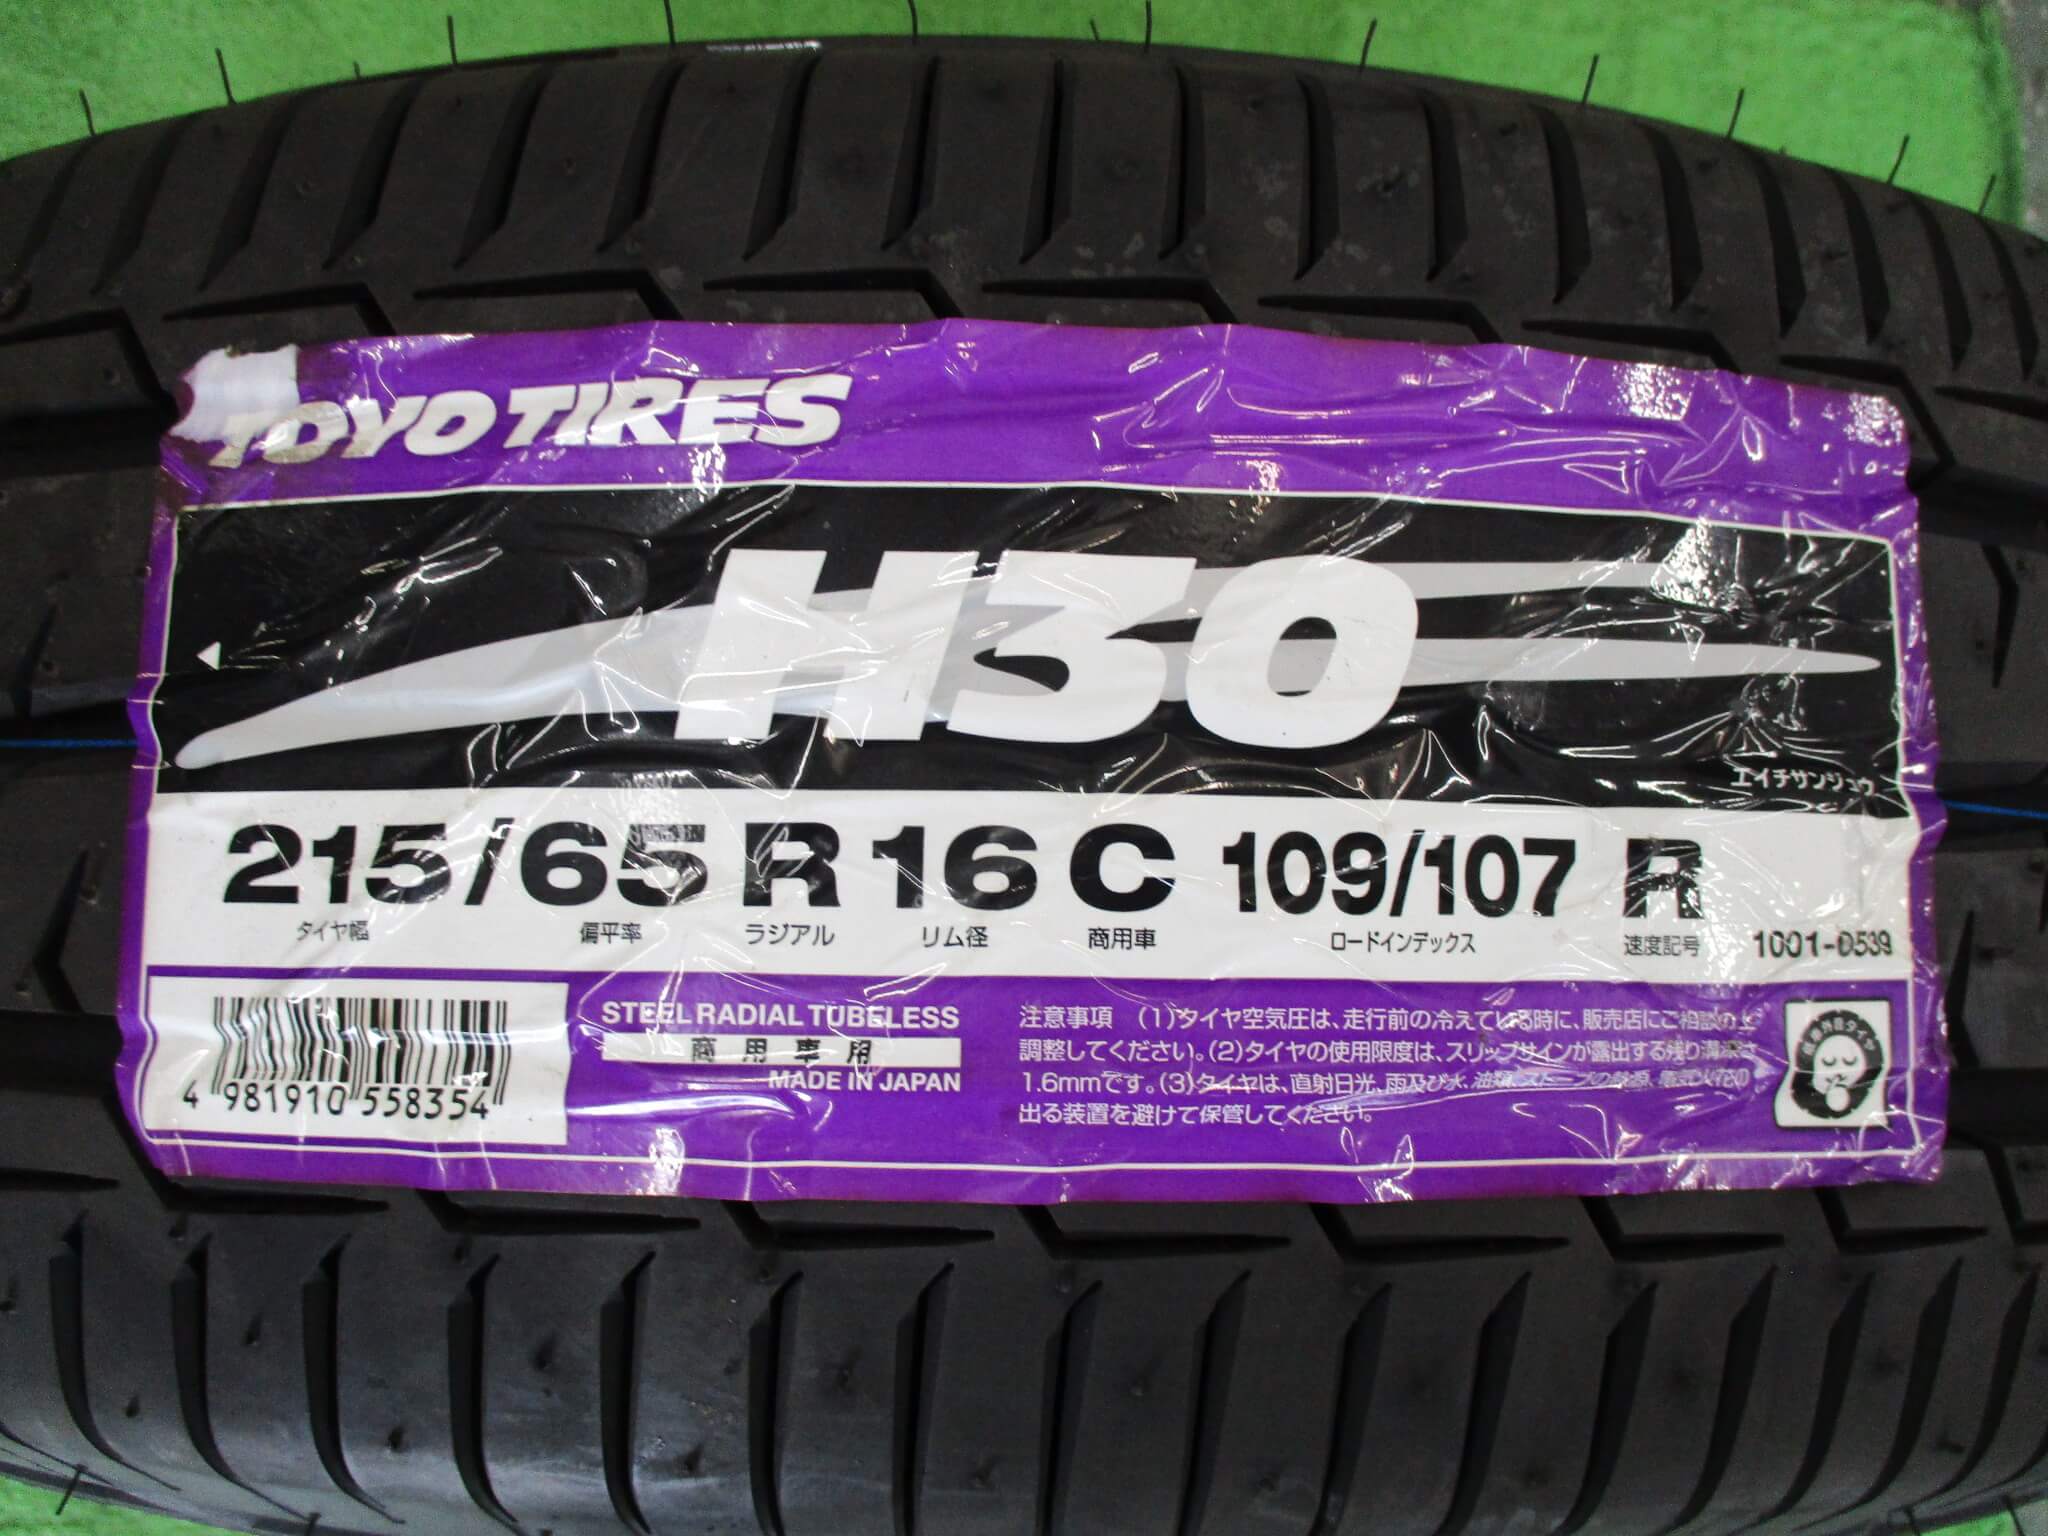 TOYO TIRES
H30
エイチサンジュウ
215/65 R 16 C 109/107 R
タイヤ幅 偏平率 ラジアル リム径 商用車 ロードインデックス 速度記号 1001-0539
STEEL RADIAL TUBELESS
商用車用
MADE IN JAPAN
4 981910 558354
注意事項 (1)タイヤ空気圧は、走行前の冷えている時に、販売店にご相談の上
調整してください。(2)タイヤの使用限度は、スリップサインが露出する残り溝深さ
1.6mmです。(3)タイヤは、直射日光、雨及び水、油類、ストーブの熱源、電気火花の
出る装置を避けて保管してください。